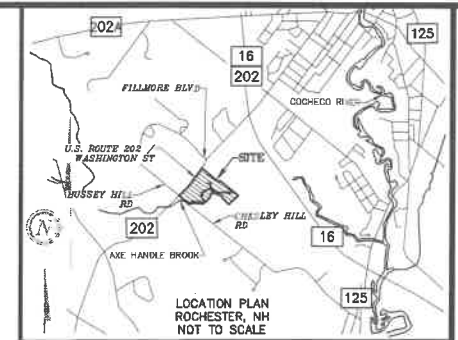 202A
125
16
202
FILLMORE BLVD
COCHECO RIVER
U.S. ROUTE 202 /
WASHINGTON ST
SITE
HUSSEY HILL
RD
202
CHESLEY HILL
RD
16
AXE HANDLE BROOK
N
125
LOCATION PLAN
ROCHESTER, NH
NOT TO SCALE